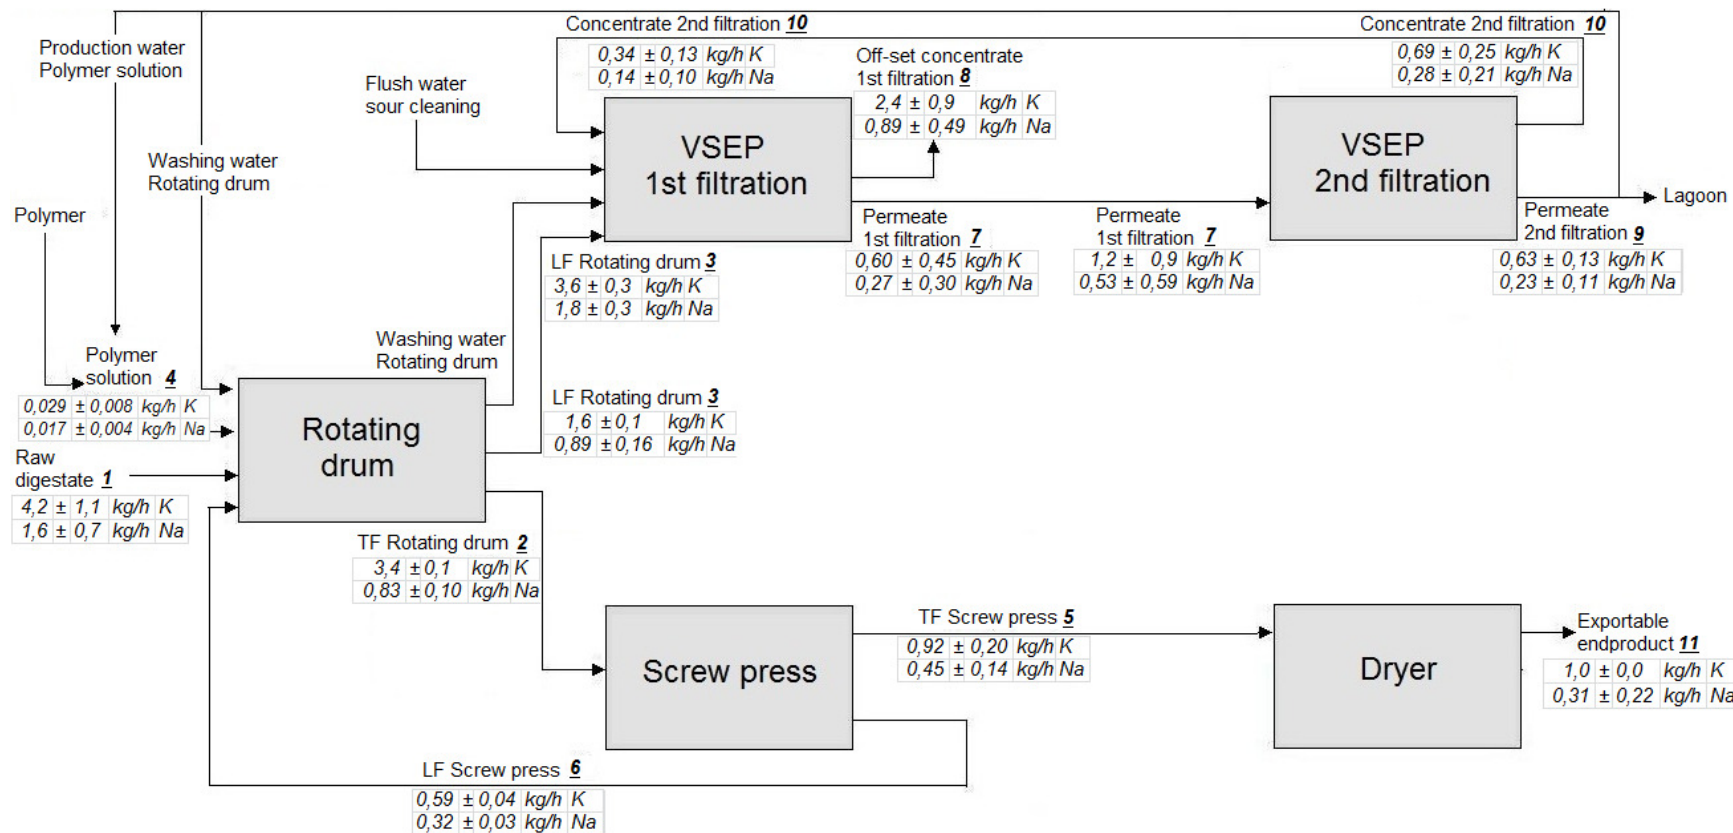 Production water
Polymer solution
Concentrate 2nd filtration 10
0,34 ± 0,13 kg/h K
0,14 ± 0,10 kg/h Na
Concentrate 2nd filtration 10
0,69 ± 0,25 kg/h K
0,28 ± 0,21 kg/h Na
Flush water
sour cleaning
Off-set concentrate
1st filtration 8
2,4 ± 0,9 kg/h K
0,89 ± 0,49 kg/h Na
VSEP
1st filtration
VSEP
2nd filtration
Washing water
Rotating drum
Polymer
Lagoon
Permeate
1st filtration 7
0,60 ± 0,45 kg/h K
0,27 ± 0,30 kg/h Na
Permeate
1st filtration 7
1,2 ± 0,9 kg/h K
0,53 ± 0,59 kg/h Na
Permeate
2nd filtration 9
0,63 ± 0,13 kg/h K
0,23 ± 0,11 kg/h Na
LF Rotating drum 3
3,6 ± 0,3 kg/h K
1,8 ± 0,3 kg/h Na
Washing water
Rotating drum
Polymer
solution 4
0,029 ± 0,008 kg/h K
0,017 ± 0,004 kg/h Na
LF Rotating drum 3
1,6 ± 0,1 kg/h K
0,89 ± 0,16 kg/h Na
Rotating
drum
Raw
digestate 1
4,2 ± 1,1 kg/h K
1,6 ± 0,7 kg/h Na
TF Rotating drum 2
3,4 ± 0,1 kg/h K
0,83 ± 0,10 kg/h Na
Screw press
TF Screw press 5
0,92 ± 0,20 kg/h K
0,45 ± 0,14 kg/h Na
Dryer
Exportable
endproduct 11
1,0 ± 0,0 kg/h K
0,31 ± 0,22 kg/h Na
LF Screw press 6
0,59 ± 0,04 kg/h K
0,32 ± 0,03 kg/h Na